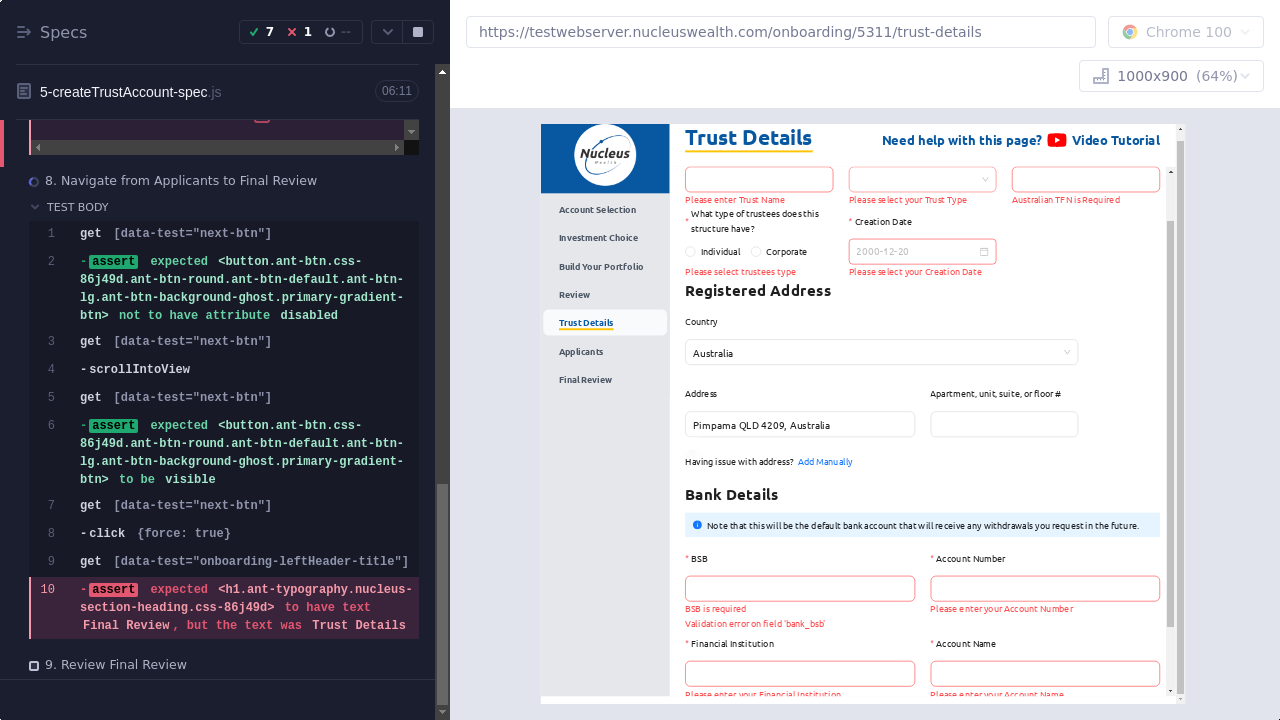 Specs
7
1
--
5-createTrustAccount-spec.js
06:11
8. Navigate from Applicants to Final Review
TEST BODY
1 get [data-test="next-btn"]
2 -assert expected <button.ant-btn.css-
86j49d.ant-btn-round.ant-btn-default.ant-btn-
lg.ant-btn-background-ghost.primary-gradient-
btn> not to have attribute disabled
3 get [data-test="next-btn"]
4 -scrollIntoView
5 get [data-test="next-btn"]
6 -assert expected <button.ant-btn.css-
86j49d.ant-btn-round.ant-btn-default.ant-btn-
lg.ant-btn-background-ghost.primary-gradient-
btn> to be visible
7 get [data-test="next-btn"]
8 -click {force: true}
9 get [data-test="onboarding-leftHeader-title"]
10 -assert expected <h1.ant-typography.nucleus-
section-heading.css-86j49d> to have text
Final Review, but the text was Trust Details
9. Review Final Review
https://testwebserver.nucleuswealth.com/onboarding/5311/trust-details
Chrome 100
1000x900 (64%)
Nucleus
Wealth
Account Selection
Investment Choice
Build Your Portfolio
Review
Trust Details
Applicants
Final Review
Trust Details
Need help with this page? Video Tutorial
Please enter Trust Name
Please select your Trust Type
Australian TFN is Required
* What type of trustees does this
structure have?
* Creation Date
Individual
Corporate
2000-12-20
Please select trustees type
Please select your Creation Date
Registered Address
Country
Australia
Address
Apartment, unit, suite, or floor #
Pimpama QLD 4209, Australia
Having issue with address? Add Manually
Bank Details
Note that this will be the default bank account that will receive any withdrawals you request in the future.
* BSB
* Account Number
BSB is required
Please enter your Account Number
Validation error on field 'bank_bsb'
* Financial Institution
* Account Name
Please enter your Financial Institution
Please enter your Account Name